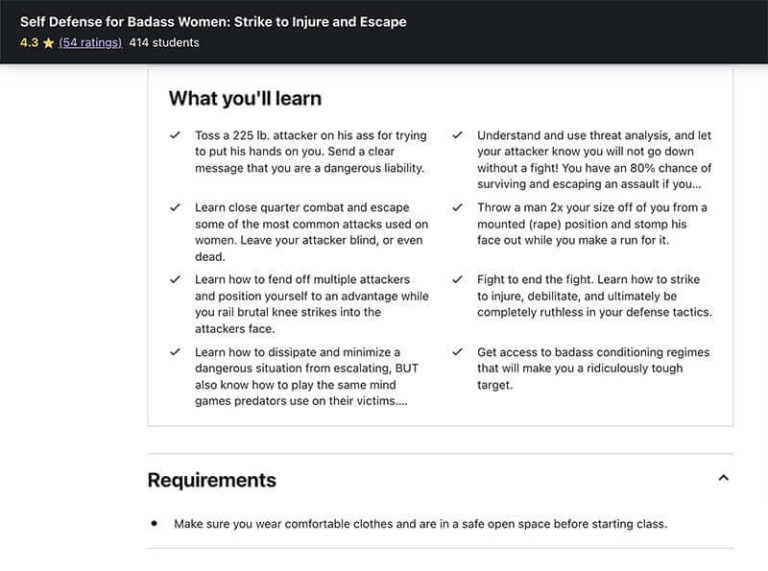 Self Defense for Badass Women: Strike to Injure and Escape
4.3 ★ (54 ratings) 414 students
What you'll learn
✓ Toss a 225 lb. attacker on his ass for trying
to put his hands on you. Send a clear
message that you are a dangerous liability.
✓ Understand and use threat analysis, and let
your attacker know you will not go down
without a fight! You have an 80% chance of
surviving and escaping an assault if you...
✓ Learn close quarter combat and escape
some of the most common attacks used on
women. Leave your attacker blind, or even
dead.
✓ Throw a man 2x your size off of you from a
mounted (rape) position and stomp his
face out while you make a run for it.
✓ Learn how to fend off multiple attackers
and position yourself to an advantage while
you rail brutal knee strikes into the
attackers face.
✓ Fight to end the fight. Learn how to strike
to injure, debilitate, and ultimately be
completely ruthless in your defense tactics.
✓ Learn how to dissipate and minimize a
dangerous situation from escalating, BUT
also know how to play the same mind
games predators use on their victims....
✓ Get access to badass conditioning regimes
that will make you a ridiculously tough
target.
Requirements
• Make sure you wear comfortable clothes and are in a safe open space before starting class.